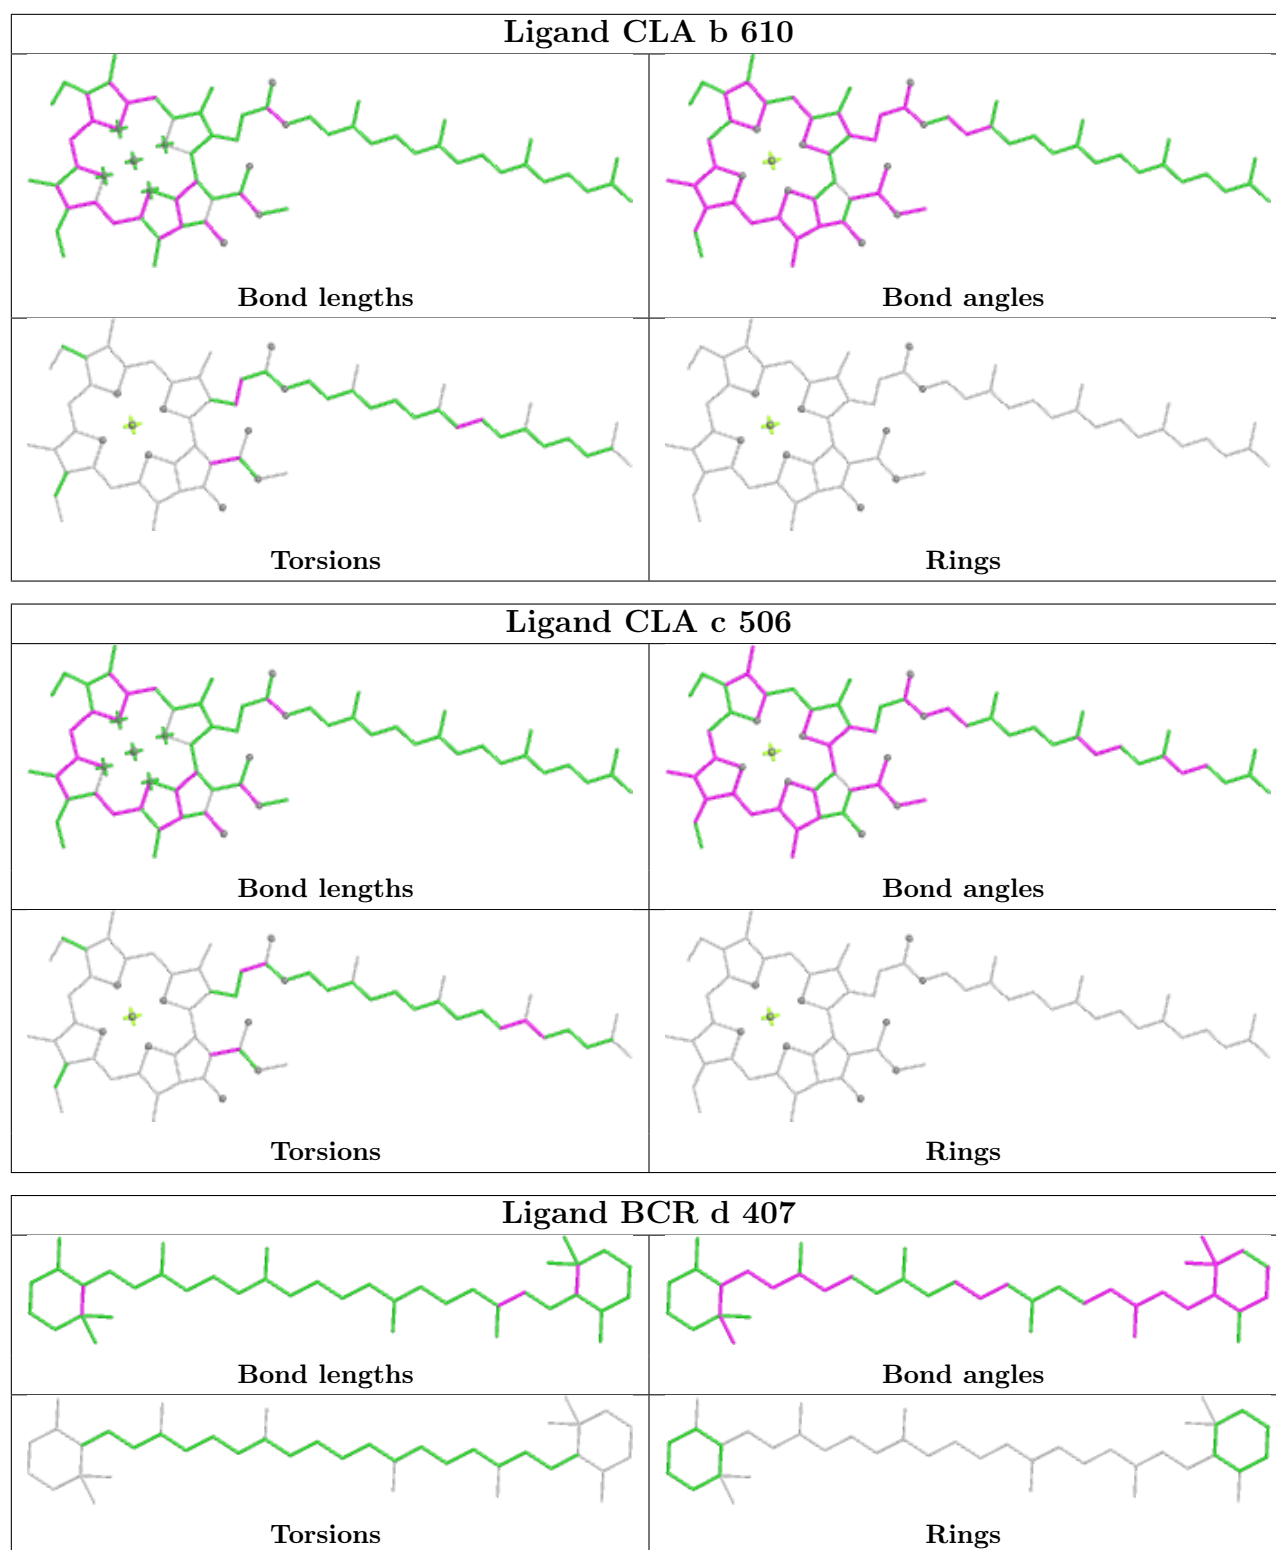 Ligand CLA b 610
Bond lengths
Bond angles
Torsions
Rings
Ligand CLA c 506
Bond lengths
Bond angles
Torsions
Rings
Ligand BCR d 407
Bond lengths
Bond angles
Torsions
Rings